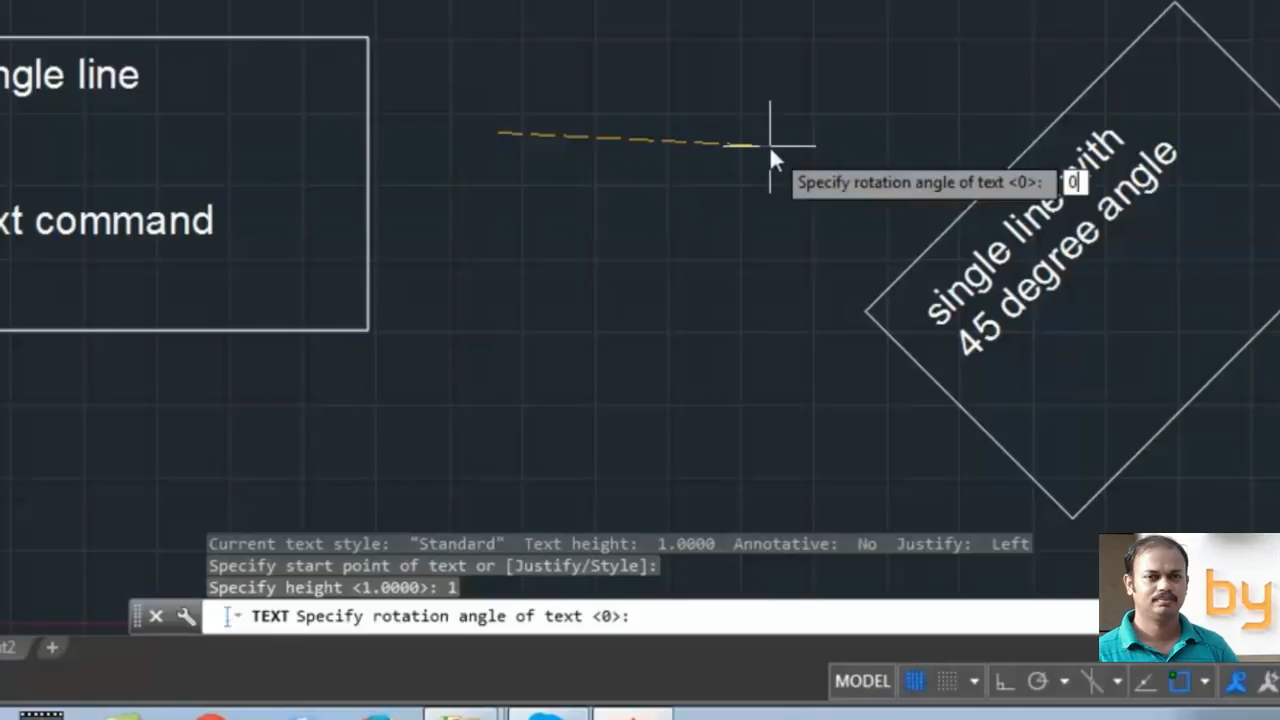 ngle line
xt command
Specify rotation angle of text <0>: 0
single line with
45 degree angle
Current text style: "Standard" Text height: 1.0000 Annotative: No Justify: Left
Specify start point of text or [Justify/Style]:
Specify height <1.0000>: 1
TEXT Specify rotation angle of text <0>:
by
ut2 +
MODEL